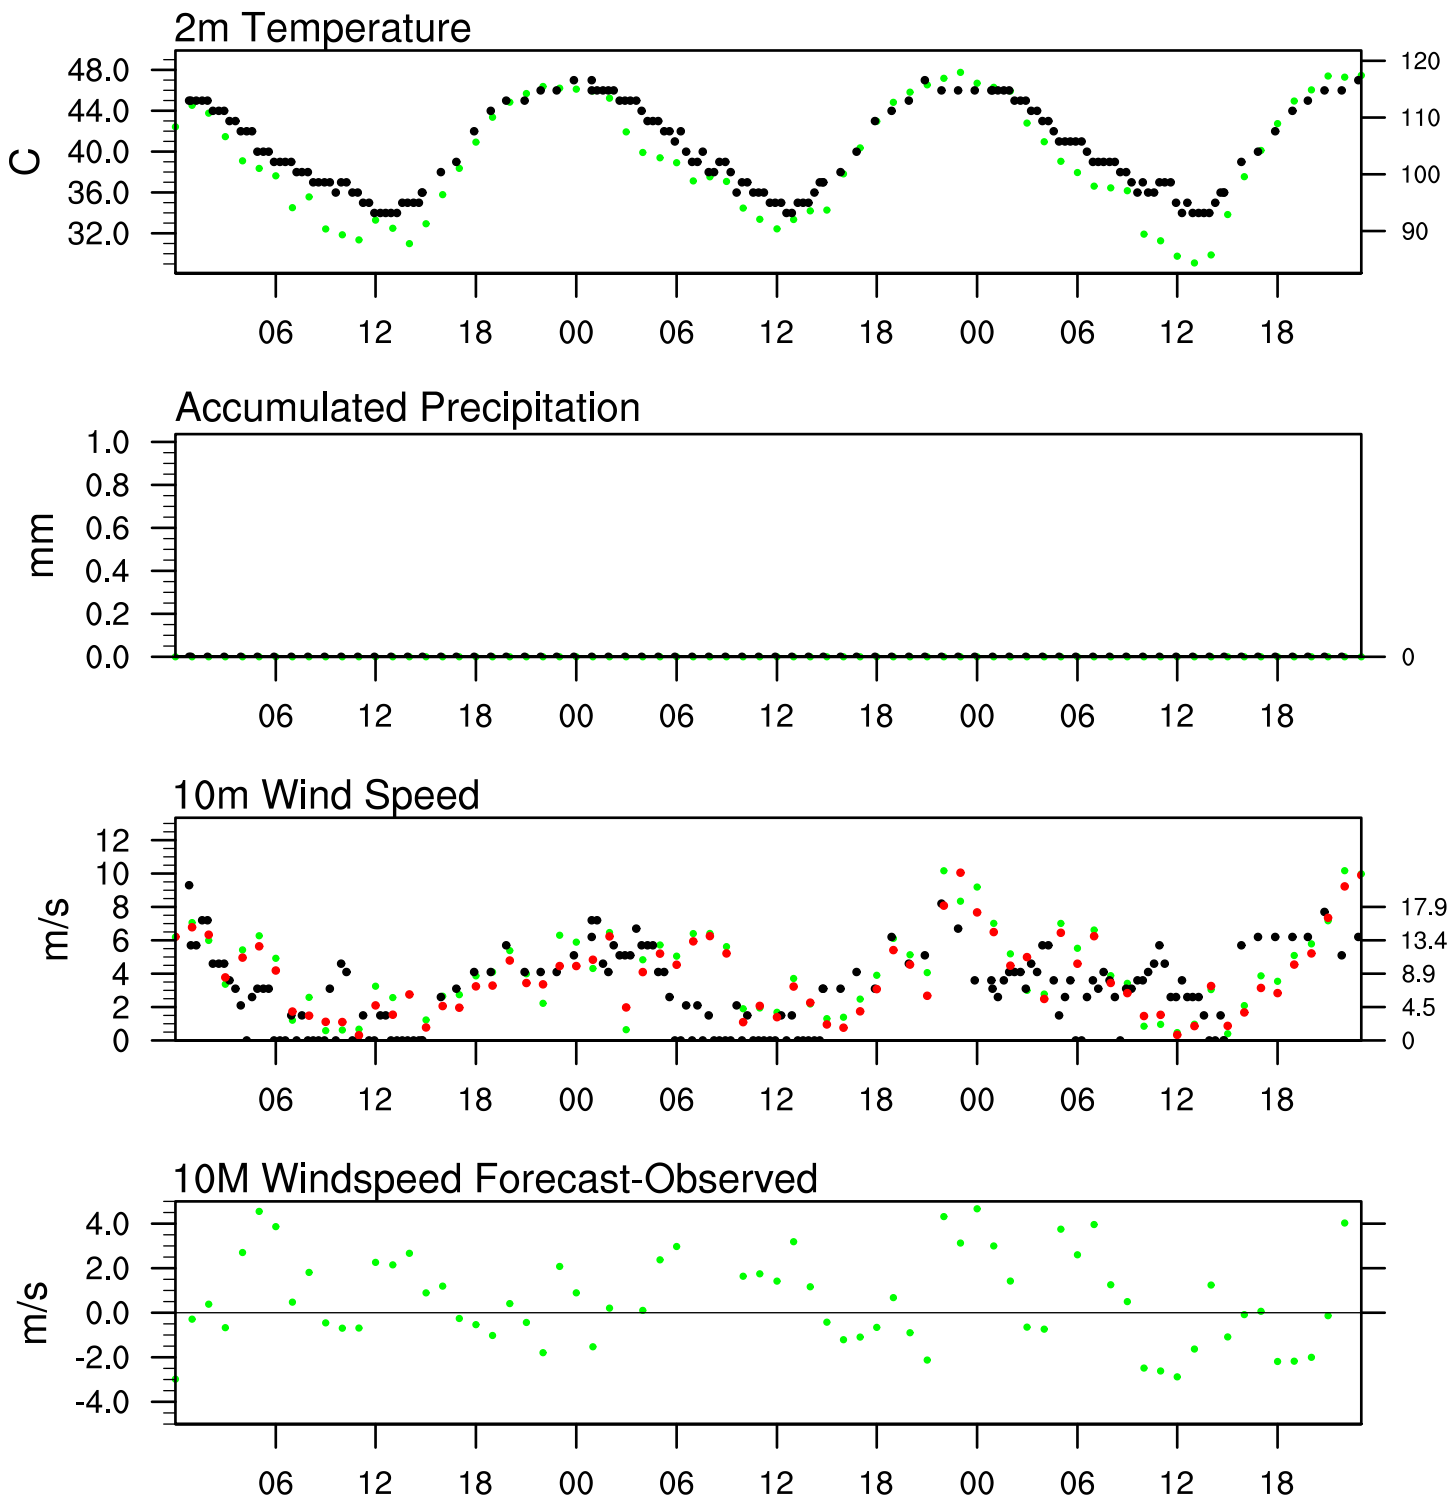 2m Temperature
48.0 120
44.0 110
40.0
C
36.0 100
32.0 90
06 12 18 00 06 12 18 00 06 12 18
Accumulated Precipitation
1.0
0.8
0.6
mm
0.4
0.2
0.0 0
06 12 18 00 06 12 18 00 06 12 18
10m Wind Speed
12
10
8 17.9
m/s
6 13.4
4 8.9
2 4.5
0 0
06 12 18 00 06 12 18 00 06 12 18
10M Windspeed Forecast-Observed
4.0
2.0
m/s
0.0
-2.0
-4.0
06 12 18 00 06 12 18 00 06 12 18